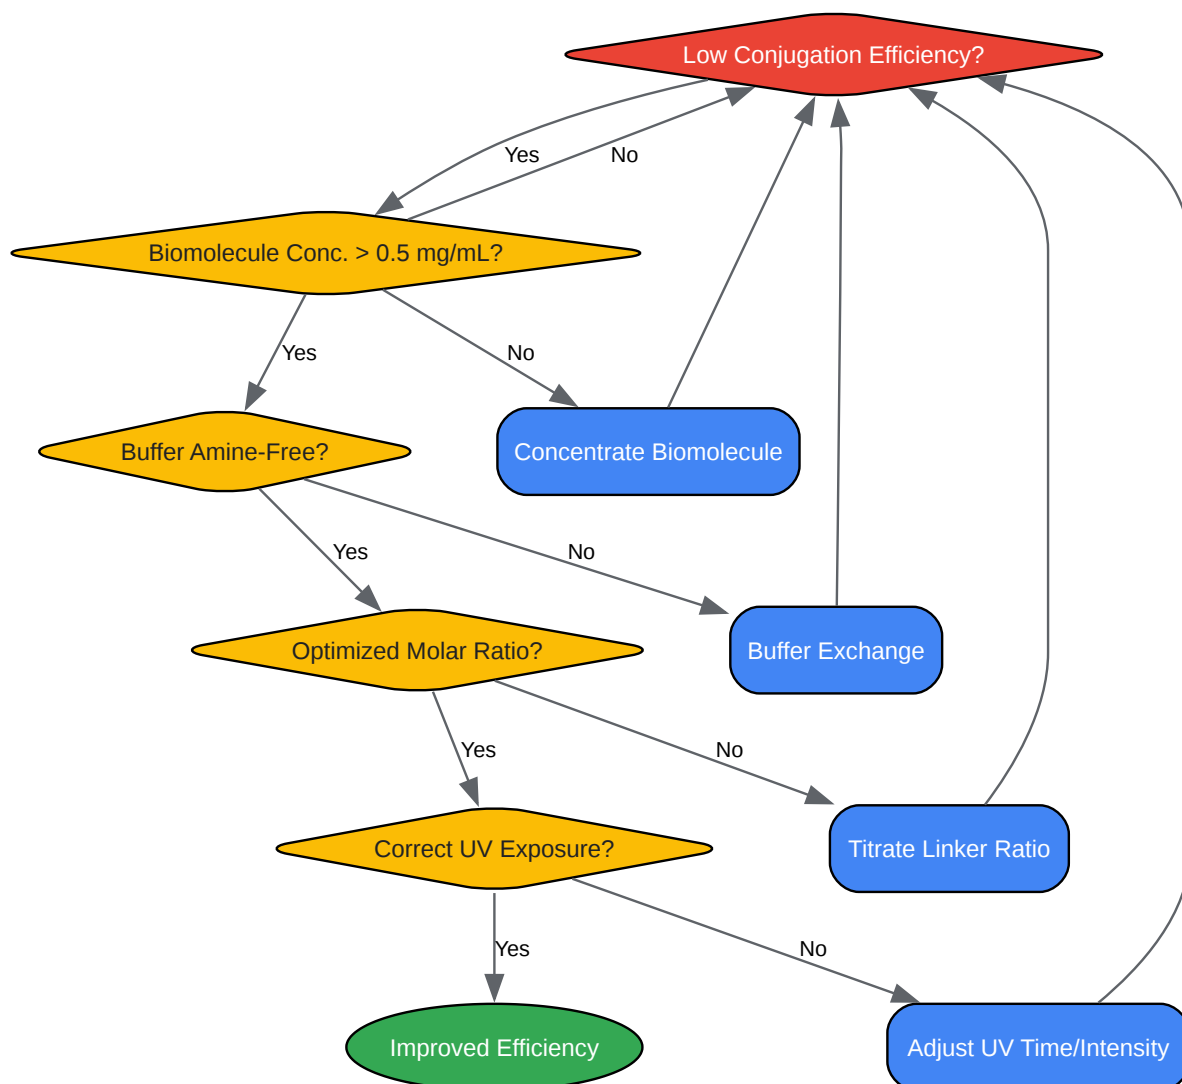 Low Conjugation Efficiency?
Yes
No
Biomolecule Conc. > 0.5 mg/mL?
Yes
No
Buffer Amine-Free?
Concentrate Biomolecule
Yes
No
Optimized Molar Ratio?
Buffer Exchange
Yes
No
Correct UV Exposure?
Titrate Linker Ratio
Yes
No
Improved Efficiency
Adjust UV Time/Intensity